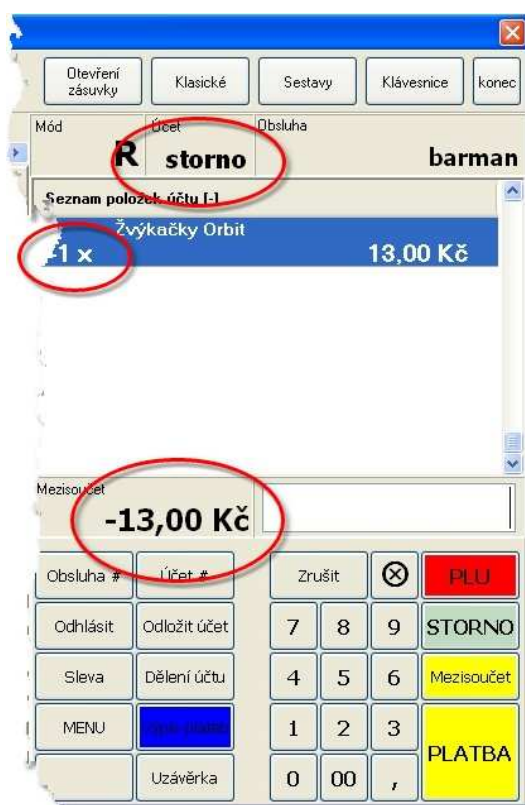 Otevření
zásuvky
Klasické
Sestavy
Klávesnice
konec
Mód
Účet
Obsluha
R
storno
barman
Seznam položek účtu [-]
Žvýkačky Orbit
-1 x
13,00 Kč
Mezisoučet
-13,00 Kč
Obsluha #
Účet #
Zrušit
PLU
Odhlásit
Odložit účet
7
8
9
STORNO
Sleva
Dělení účtu
4
5
6
Mezisoučet
MENU
1
2
3
PLATBA
Uzávěrka
0
00
,